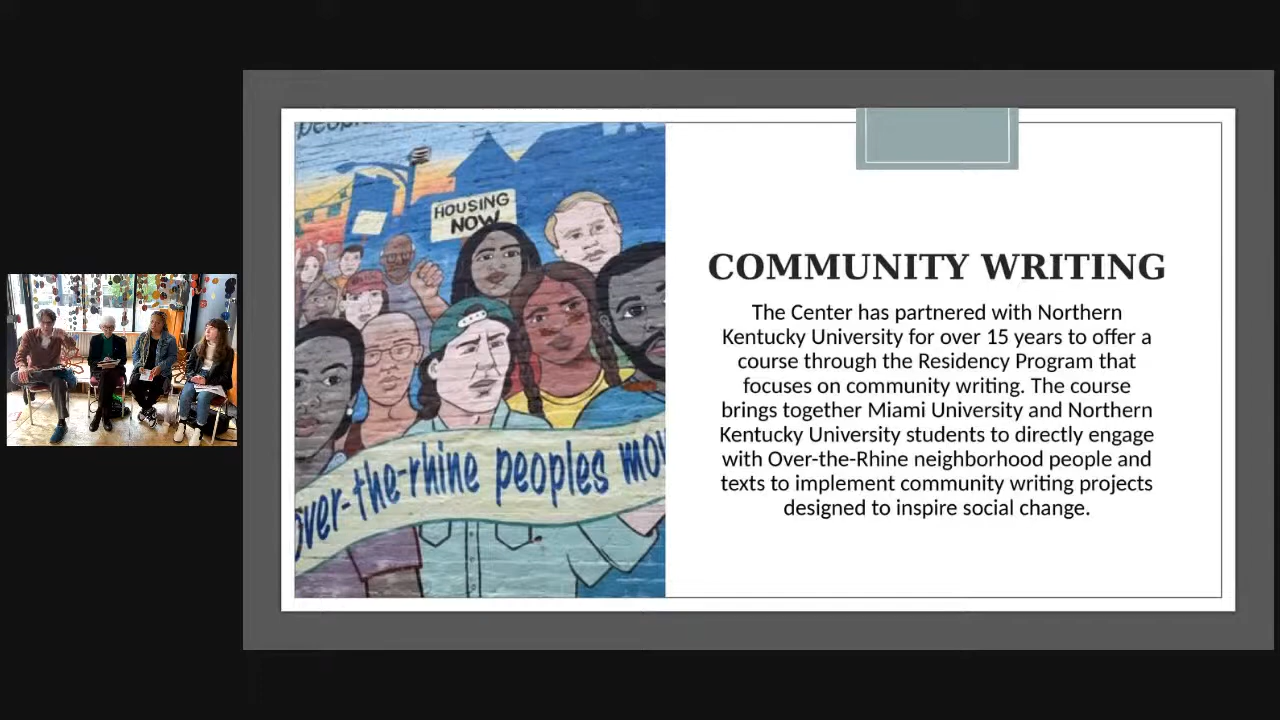 HOUSING
NOW
over-the-rhine peoples
COMMUNITY WRITING
The Center has partnered with Northern
Kentucky University for over 15 years to offer a
course through the Residency Program that
focuses on community writing. The course
brings together Miami University and Northern
Kentucky University students to directly engage
with Over-the-Rhine neighborhood people and
texts to implement community writing projects
designed to inspire social change.